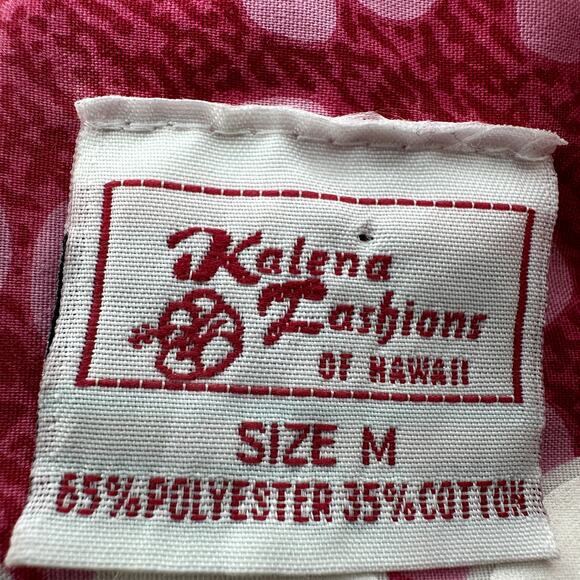 Kalena
Fashions
OF HAWAII
SIZE M
65% POLYESTER 35% COTTON